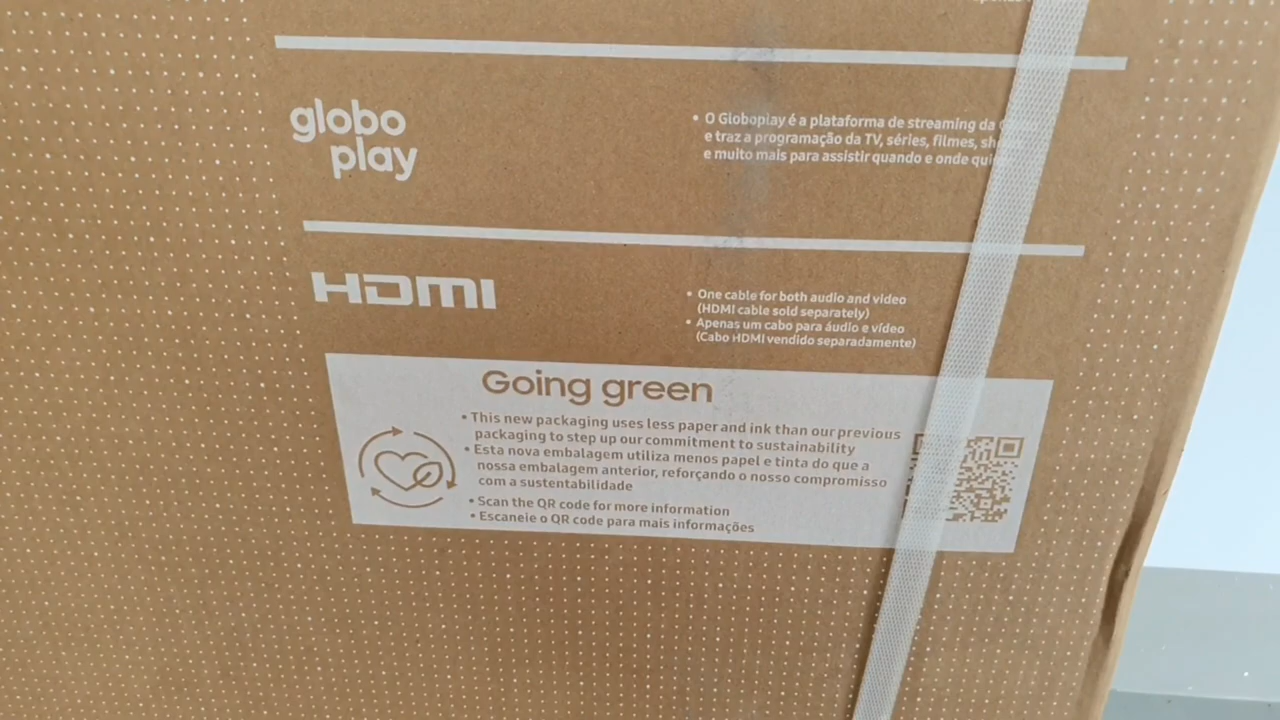 globo
play
• O Globoplay é a plataforma de streaming da
e traz a programação da TV, séries, filmes,
e muito mais para assistir quando e onde
HDMI
• One cable for both audio and video
(HDMI cable sold separately)
• Apenas um cabo para áudio e vídeo
(Cabo HDMI vendido separadamente)
Going green
• This new packaging uses less paper and ink than our previous
packaging to step up our commitment to sustainability
• Esta nova embalagem utiliza menos papel e tinta do que a
nossa embalagem anterior, reforçando o nosso compromisso
com a sustentabilidade
• Scan the QR code for more information
• Escaneie o QR code para mais informações